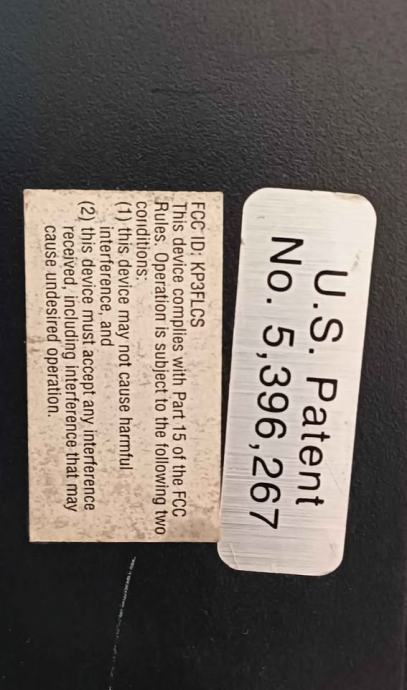 U.S. Patent
No. 5,396,267
FCC ID: KP3FLCS
This device complies with Part 15 of the FCC
Rules. Operation is subject to the following two
conditions:
(1) this device may not cause harmful
interference, and
(2) this device must accept any interference
received, including interference that may
cause undesired operation.